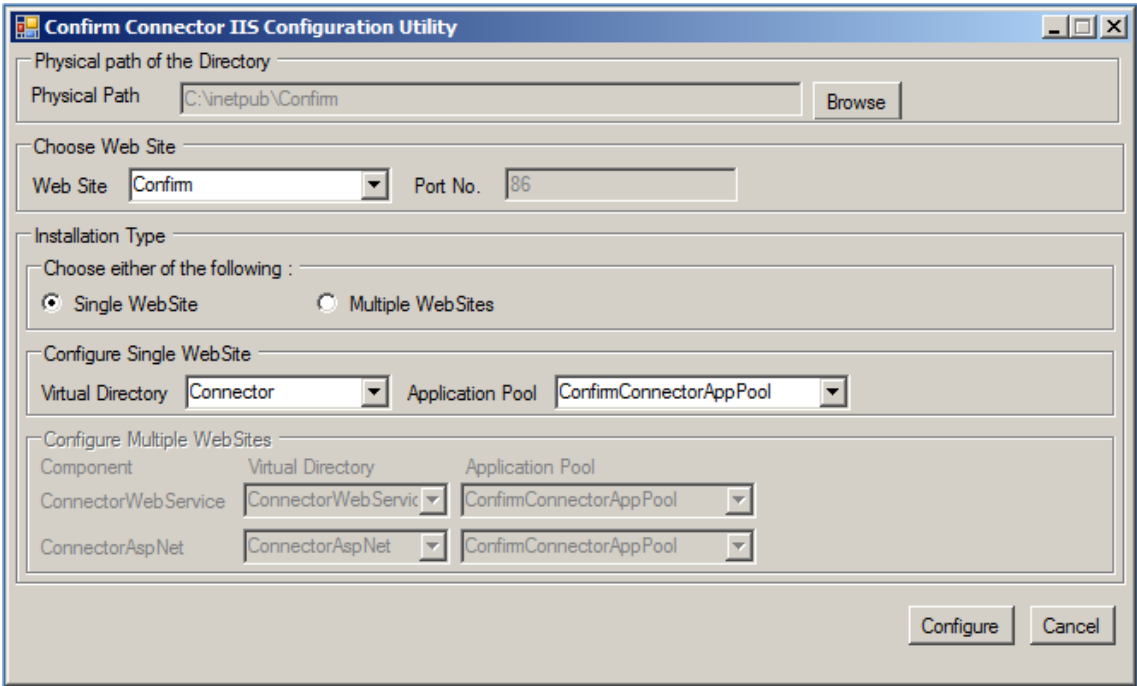 Confirm Connector IIS Configuration Utility
Physical path of the Directory
Physical Path C:\inetpub\Confirm Browse
Choose Web Site
Web Site Confirm Port No. 86
Installation Type
Choose either of the following :
Single WebSite Multiple WebSites
Configure Single WebSite
Virtual Directory Connector Application Pool ConfirmConnectorAppPool
Configure Multiple WebSites
Component Virtual Directory Application Pool
ConnectorWebService ConnectorWebServic ConfirmConnectorAppPool
ConnectorAspNet ConnectorAspNet ConfirmConnectorAppPool
Configure Cancel